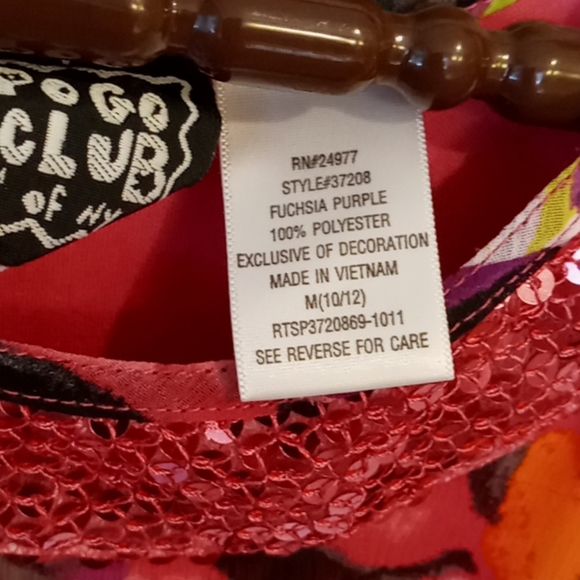 POGO
CLUB
OF NY
RN#24977
STYLE#37208
FUCHSIA PURPLE
100% POLYESTER
EXCLUSIVE OF DECORATION
MADE IN VIETNAM
M(10/12)
RTSP3720869-1011
SEE REVERSE FOR CARE